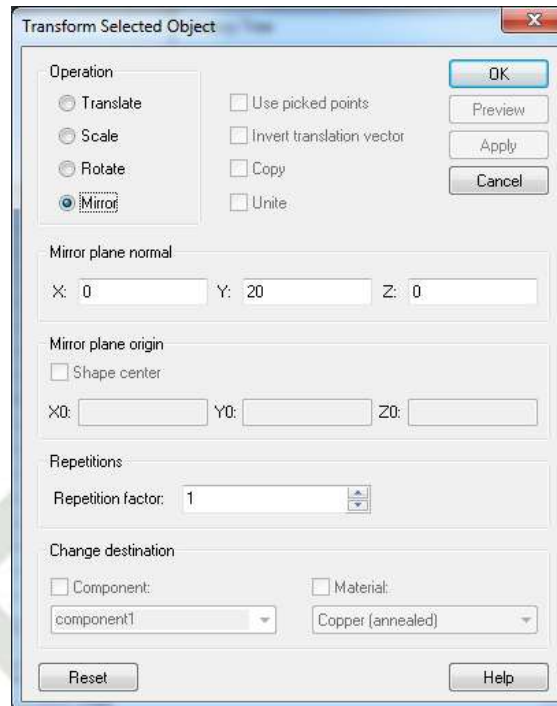 Transform Selected Object
Operation
Translate
Scale
Rotate
Mirror
Use picked points
Invert translation vector
Copy
Unite
OK
Preview
Apply
Cancel
Mirror plane normal
X: 0 Y: 20 Z: 0
Mirror plane origin
Shape center
X0: Y0: Z0:
Repetitions
Repetition factor: 1
Change destination
Component: Material:
component1 Copper (annealed)
Reset Help